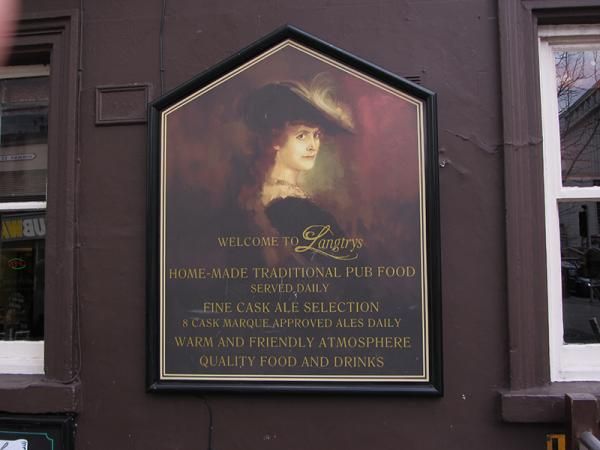 WELCOME TO Langtrys
HOME-MADE TRADITIONAL PUB FOOD
SERVED DAILY
FINE CASK ALE SELECTION
8 CASK MARQUE APPROVED ALES DAILY
WARM AND FRIENDLY ATMOSPHERE
QUALITY FOOD AND DRINKS
UBW